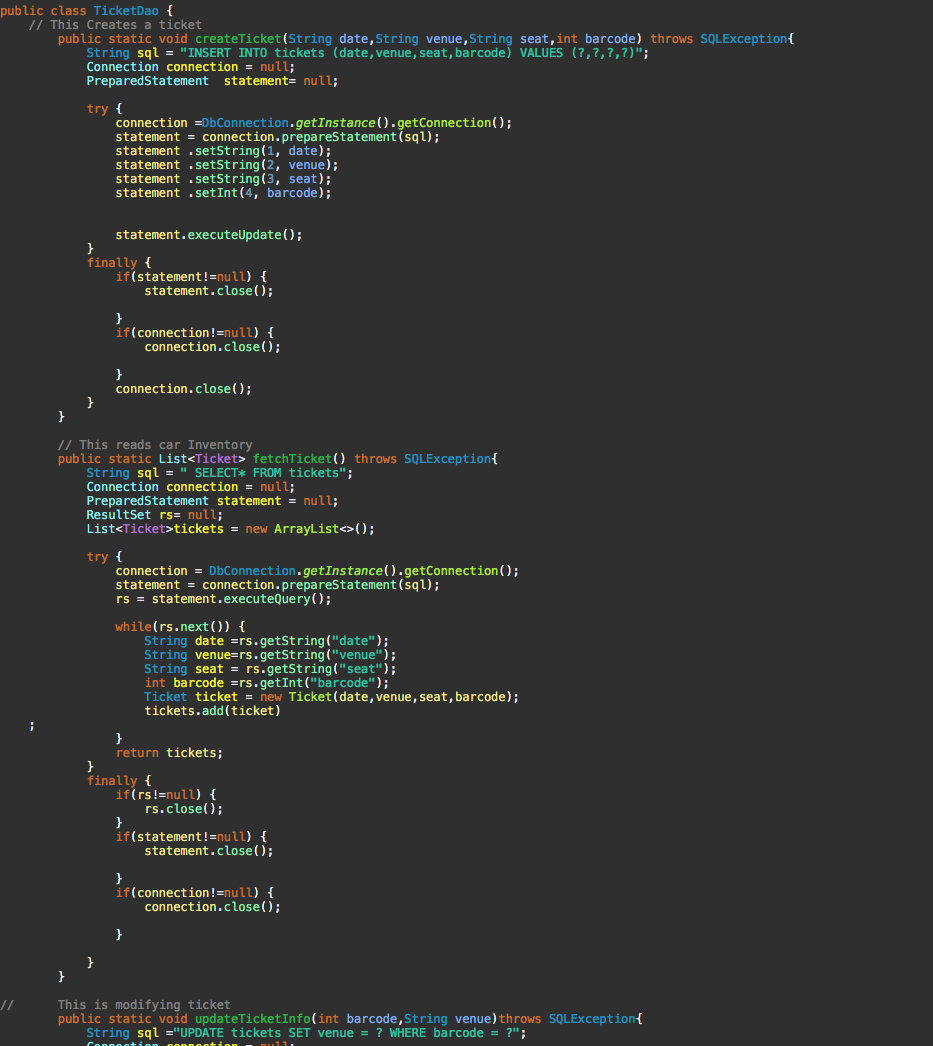 public class TicketDao {
// This Creates a ticket
public static void createTicket(String date,String venue,String seat,int barcode) throws SQLException{
String sql = "INSERT INTO tickets (date,venue,seat,barcode) VALUES (?,?,?,?)";
Connection connection = null;
PreparedStatement  statement= null;
try {
connection =DbConnection.getInstance().getConnection();
statement = connection.prepareStatement(sql);
statement .setString(1, date);
statement .setString(2, venue);
statement .setString(3, seat);
statement .setInt(4, barcode);
statement.executeUpdate();
}
finally {
if(statement!=null) {
statement.close();
}
if(connection!=null) {
connection.close();
}
connection.close();
}
}
// This reads car Inventory
public static List<Ticket> fetchTicket() throws SQLException{
String sql = " SELECT* FROM tickets";
Connection connection = null;
PreparedStatement statement = null;
ResultSet rs= null;
List<Ticket>tickets = new ArrayList<>();
try {
connection = DbConnection.getInstance().getConnection();
statement = connection.prepareStatement(sql);
rs = statement.executeQuery();
while(rs.next()) {
String date =rs.getString("date");
String venue=rs.getString("venue");
String seat = rs.getString("seat");
int barcode =rs.getInt("barcode");
Ticket ticket = new Ticket(date,venue,seat,barcode);
tickets.add(ticket)
;
}
return tickets;
}
finally {
if(rs!=null) {
rs.close();
}
if(statement!=null) {
statement.close();
}
if(connection!=null) {
connection.close();
}
}
}
//      This is modifying ticket
public static void updateTicketInfo(int barcode,String venue)throws SQLException{
String sql ="UPDATE tickets SET venue = ? WHERE barcode = ?";
Connection connection = null;